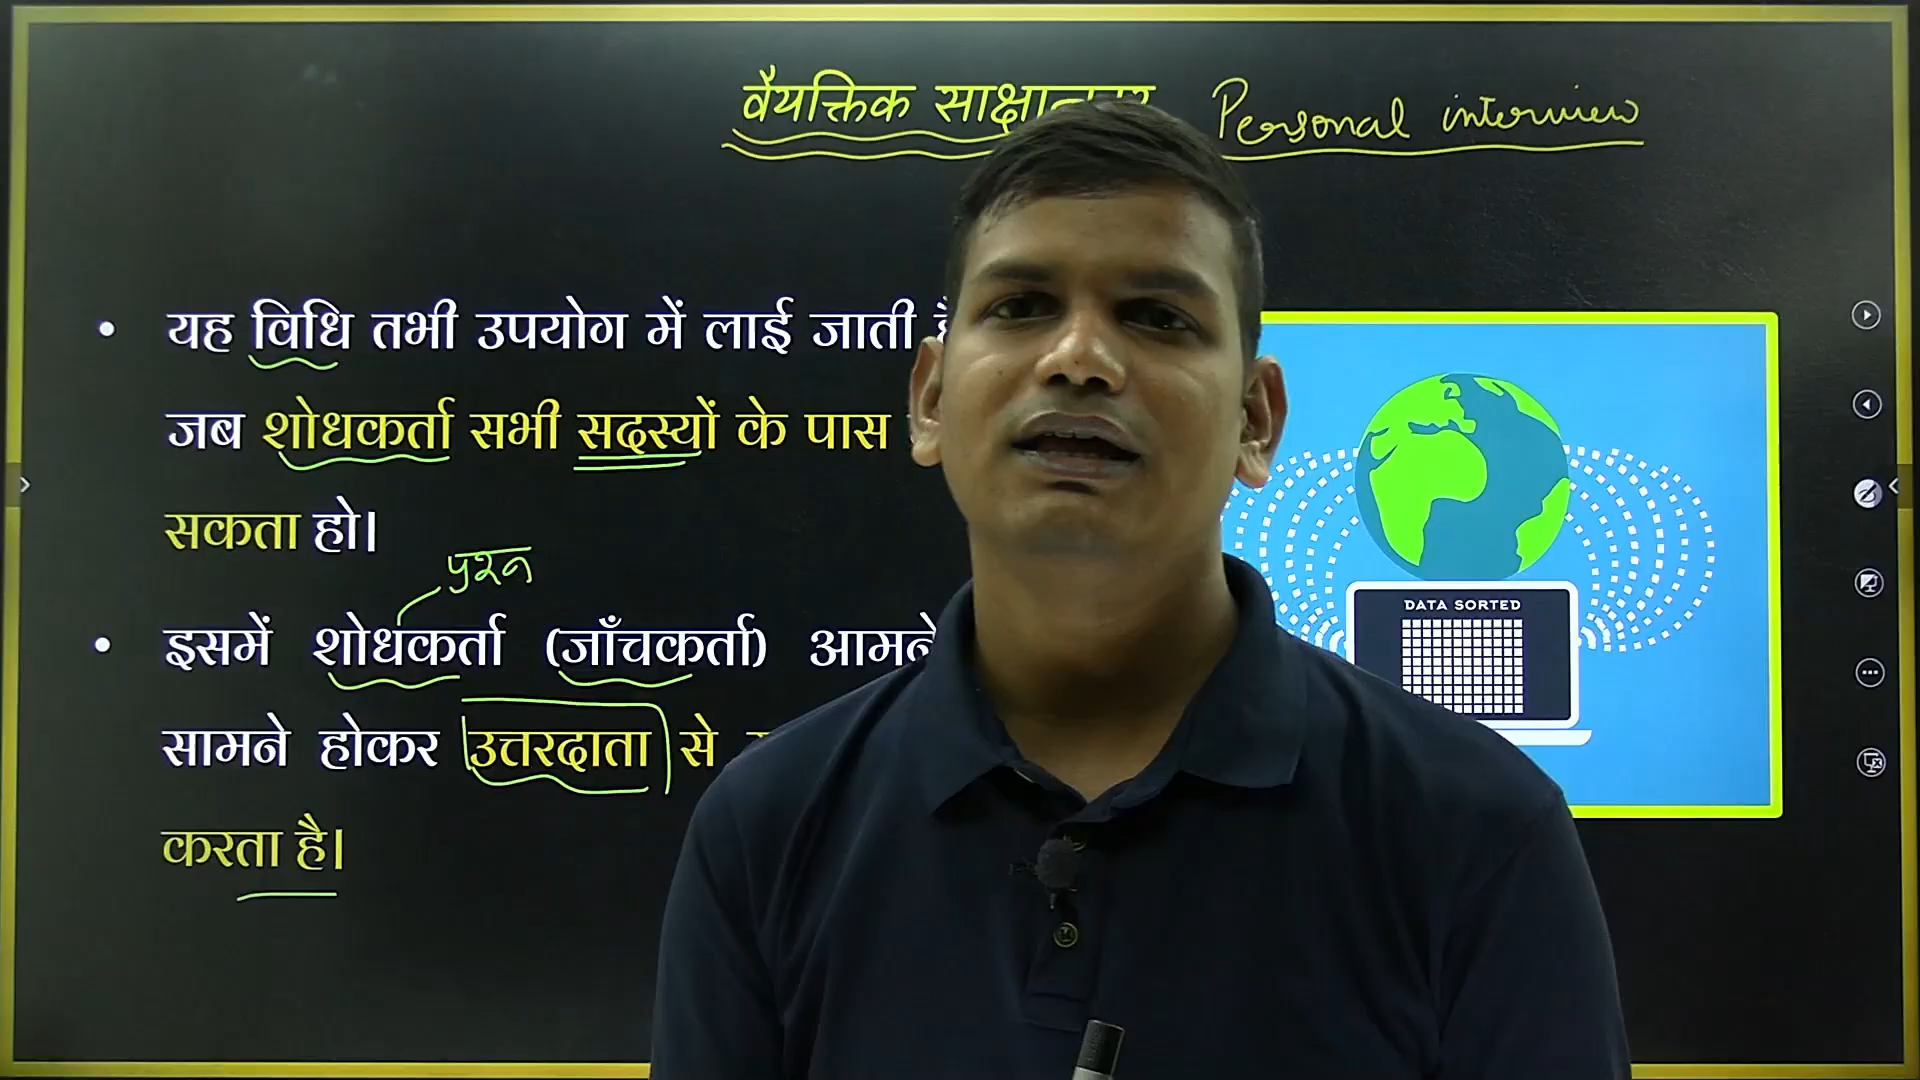 वैयक्तिक Personal interview
यह विधि तभी उपयोग में लाई जाती
जब शोधकर्ता सभी सदस्यों के पास
सकता हो।
प्रश्न
इसमें शोधकर्ता (जाँचकर्ता) आमने
सामने होकर उत्तरदाता से
करता है।
DATA SORTED